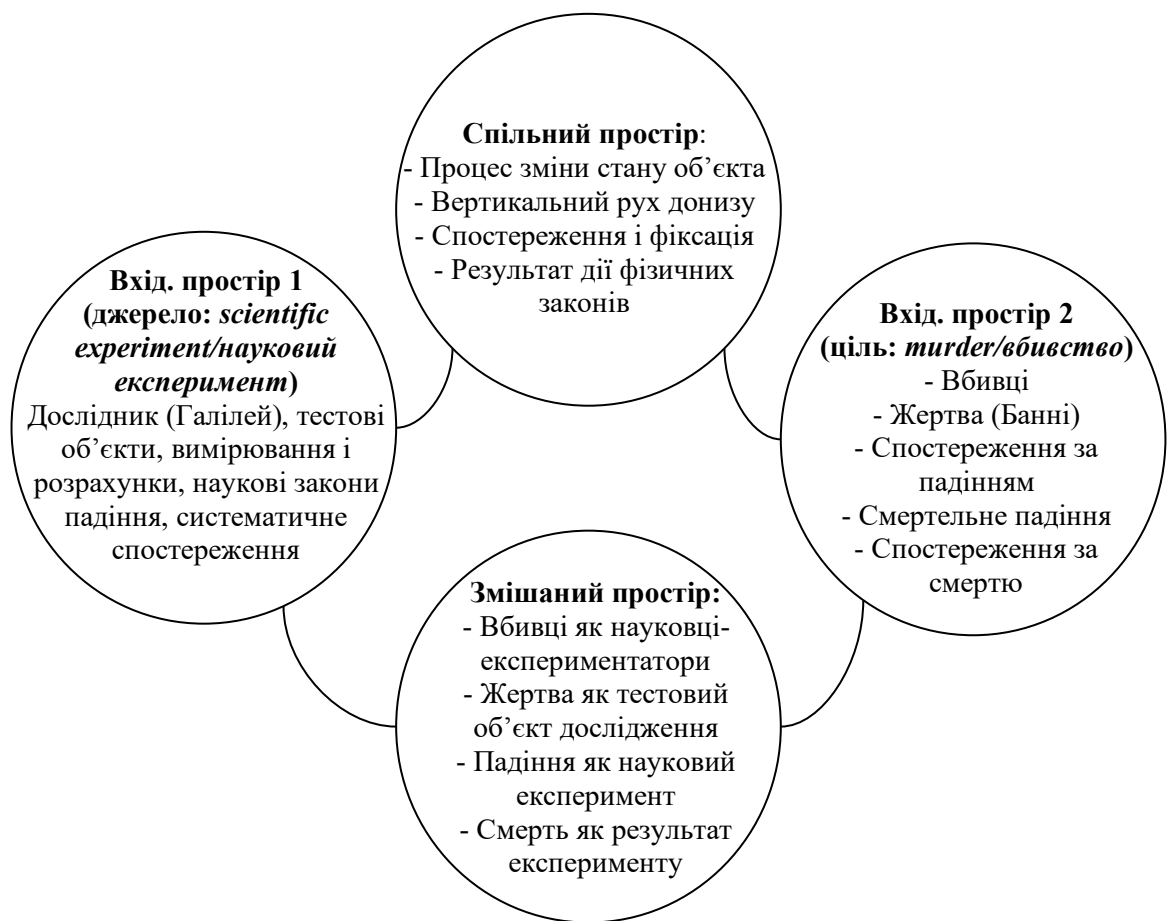 Спільний простір:
- Процес зміни стану об’єкта
- Вертикальний рух донизу
- Спостереження і фіксація
- Результат дії фізичних
законів
Вхід. простір 1
(джерело: scientific
experiment/науковий
експеримент)
Дослідник (Галілей), тестові
об’єкти, вимірювання і
розрахунки, наукові закони
падіння, систематичне
спостереження
Вхід. простір 2
(ціль: murder/вбивство)
- Вбивці
- Жертва (Банні)
- Спостереження за
падінням
- Смертельне падіння
- Спостереження за
смертю
Змішаний простір:
- Вбивці як науковці-
експериментатори
- Жертва як тестовий
об’єкт дослідження
- Падіння як науковий
експеримент
- Смерть як результат
експерименту